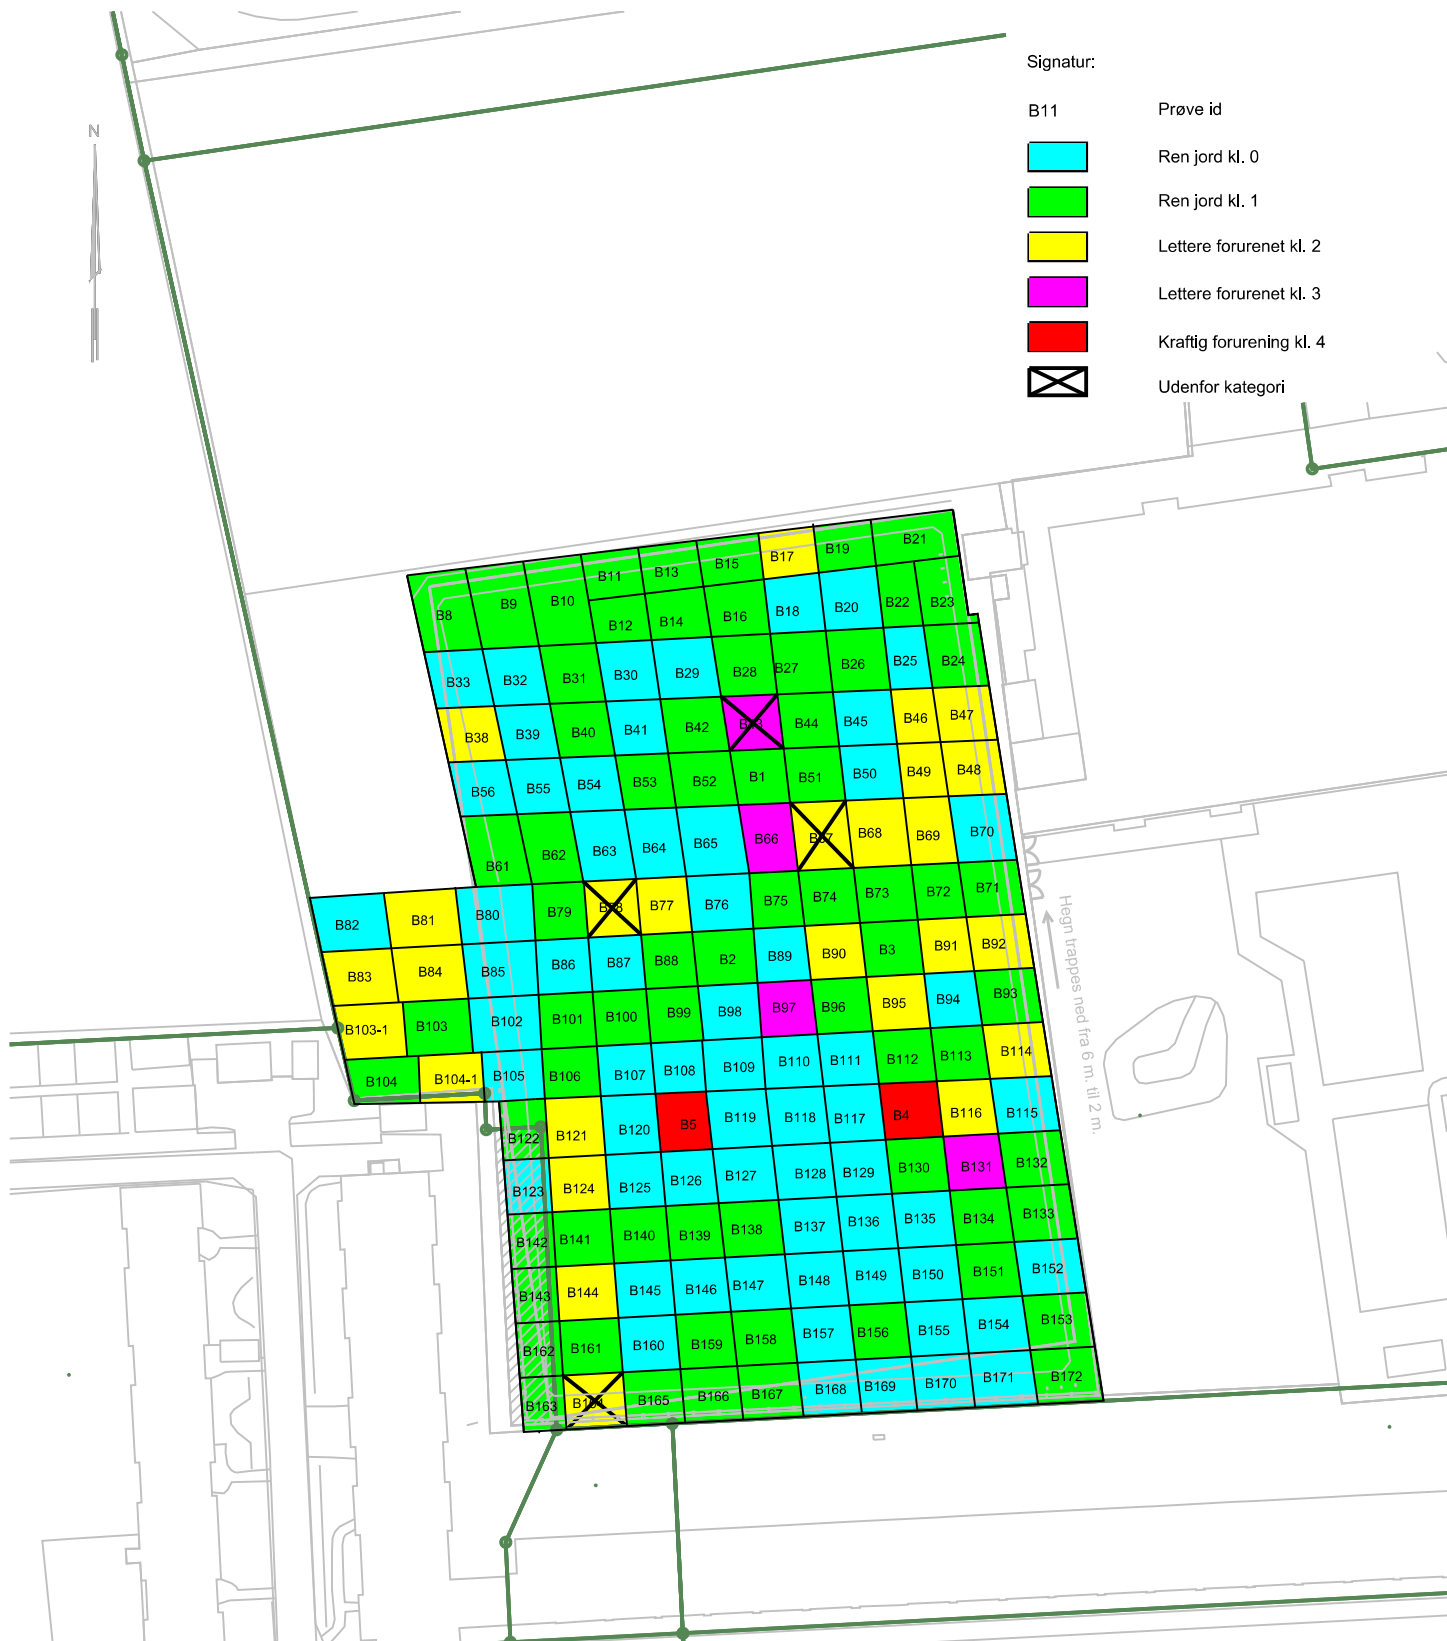 Signatur:
B11 Prøve id
Ren jord kl. 0
Ren jord kl. 1
Lettere forurenet kl. 2
Lettere forurenet kl. 3
Kraftig forurening kl. 4
Udenfor kategori
N
B17 B19 B21
B11 B13 B15
B8 B9 B10 B12 B14 B16 B18 B20 B22 B23
B33 B32 B31 B30 B29 B28 B27 B26 B25 B24
B38 B39 B40 B41 B42 B44 B45 B46 B47
B56 B55 B54 B53 B52 B1 B51 B50 B49 B48
B61 B62 B63 B64 B65 B66 B68 B69 B70
B82 B81 B80 B79 B77 B76 B75 B74 B73 B72 B71
B83 B84 B85 B86 B87 B88 B2 B89 B90 B3 B91 B92
B103-1 B103 B102 B101 B100 B99 B98 B97 B96 B95 B94 B93
B104 B104-1 B105 B106 B107 B108 B109 B110 B111 B112 B113 B114
B122 B121 B120 B5 B119 B118 B117 B4 B116 B115
B123 B124 B125 B126 B127 B128 B129 B130 B131 B132
B142 B141 B140 B139 B138 B137 B136 B135 B134 B133
B143 B144 B145 B146 B147 B148 B149 B150 B151 B152
B162 B161 B160 B159 B158 B157 B156 B155 B154 B153
B163 B165 B166 B167 B168 B169 B170 B171 B172
Hegn trappes ned fra 6 m. til 2 m.